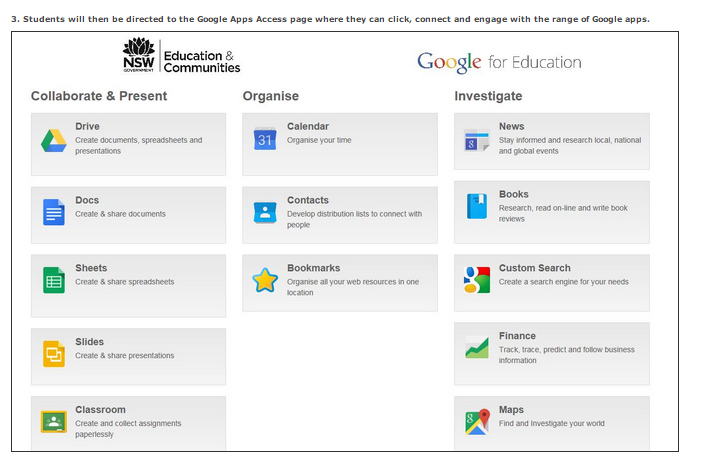 3. Students will then be directed to the Google Apps Access page where they can click, connect and engage with the range of Google apps.
NSW
GOVERNMENT
Education &
Communities
Google for Education
Collaborate & Present
Drive
Create documents, spreadsheets and
presentations
Docs
Create & share documents
Sheets
Create & share spreadsheets
Slides
Create & share presentations
Classroom
Create and collect assignments
paperlessly
Organise
31
Calendar
Organise your time
Contacts
Develop distribution lists to connect with
people
Bookmarks
Organise all your web resources in one
location
Investigate
8
News
Stay informed and research local, national
and global events
Books
Research, read on-line and write book
reviews
Custom Search
Create a search engine for your needs
Finance
Track, trace, predict and follow business
information
8
Maps
Find and Investigate your world